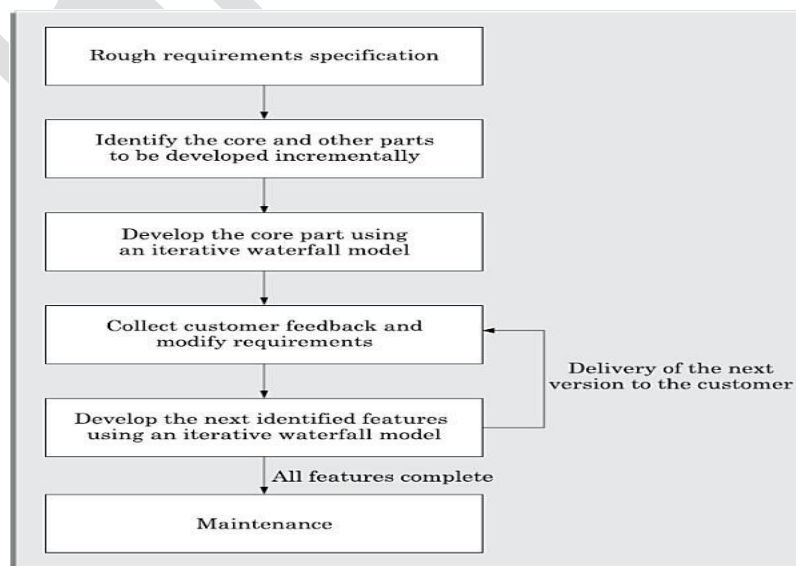 Rough requirements specification
Identify the core and other parts
to be developed incrementally
Develop the core part using
an iterative waterfall model
Collect customer feedback and
modify requirements
Delivery of the next
version to the customer
Develop the next identified features
using an iterative waterfall model
All features complete
Maintenance